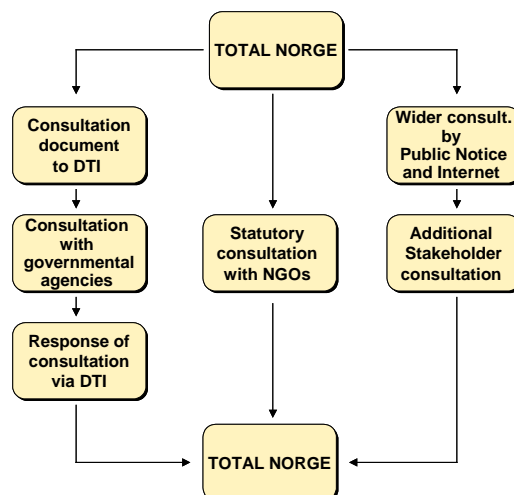 TOTAL NORGE
Consultation
document
to DTI
Wider consult.
by
Public Notice
and Internet
Consultation
with
governmental
agencies
Statutory
consultation
with NGOs
Additional
Stakeholder
consultation
Response of
consultation
via DTI
TOTAL NORGE